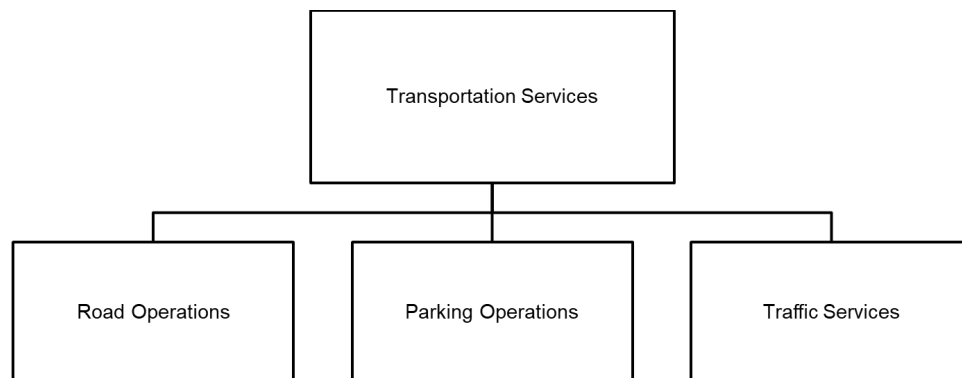 Transportation Services
Road Operations
Parking Operations
Traffic Services